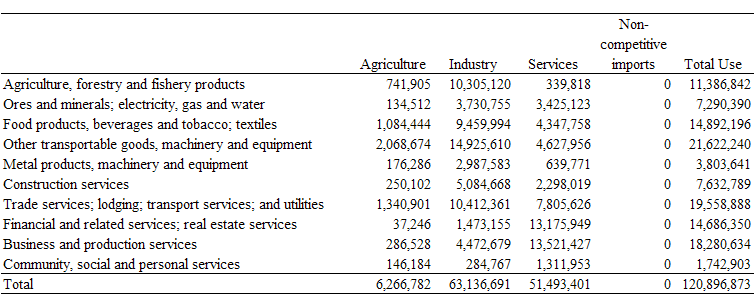 Non-
competitive
Agriculture Industry Services imports Total Use
Agriculture, forestry and fishery products 741,905 10,305,120 339,818 0 11,386,842
Ores and minerals; electricity, gas and water 134,512 3,730,755 3,425,123 0 7,290,390
Food products, beverages and tobacco; textiles 1,084,444 9,459,994 4,347,758 0 14,892,196
Other transportable goods, machinery and equipment 2,068,674 14,925,610 4,627,956 0 21,622,240
Metal products, machinery and equipment 176,286 2,987,583 639,771 0 3,803,641
Construction services 250,102 5,084,668 2,298,019 0 7,632,789
Trade services; lodging; transport services; and utilities 1,340,901 10,412,361 7,805,626 0 19,558,888
Financial and related services; real estate services 37,246 1,473,155 13,175,949 0 14,686,350
Business and production services 286,528 4,472,679 13,521,427 0 18,280,634
Community, social and personal services 146,184 284,767 1,311,953 0 1,742,903
Total 6,266,782 63,136,691 51,493,401 0 120,896,873